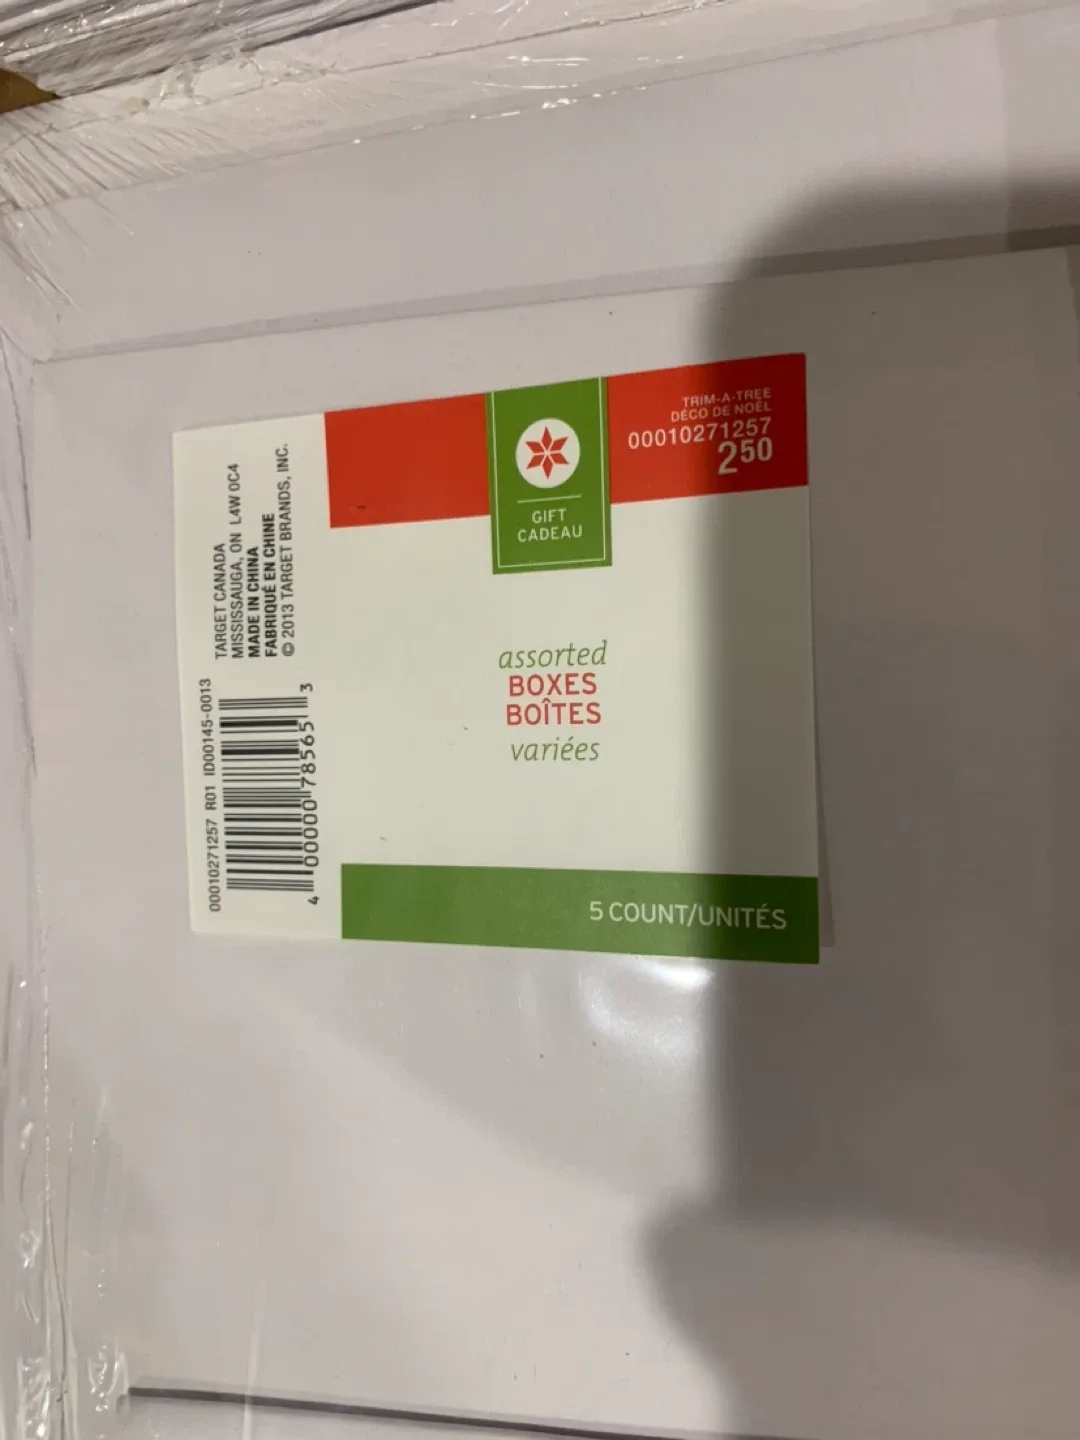 TRIM-A-TREE
DÉCO DE NOËL
00010271257
2⁵⁰
GIFT
CADEAU
assorted
BOXES
BOÎTES
variées
5 COUNT/UNITÉS
00010271257 R01 ID00145-0013
4 00000 78565 3
TARGET CANADA
MISSISSAUGA, ON L4W 0C4
MADE IN CHINA
FABRIQUÉ EN CHINE
© 2013 TARGET BRANDS, INC.